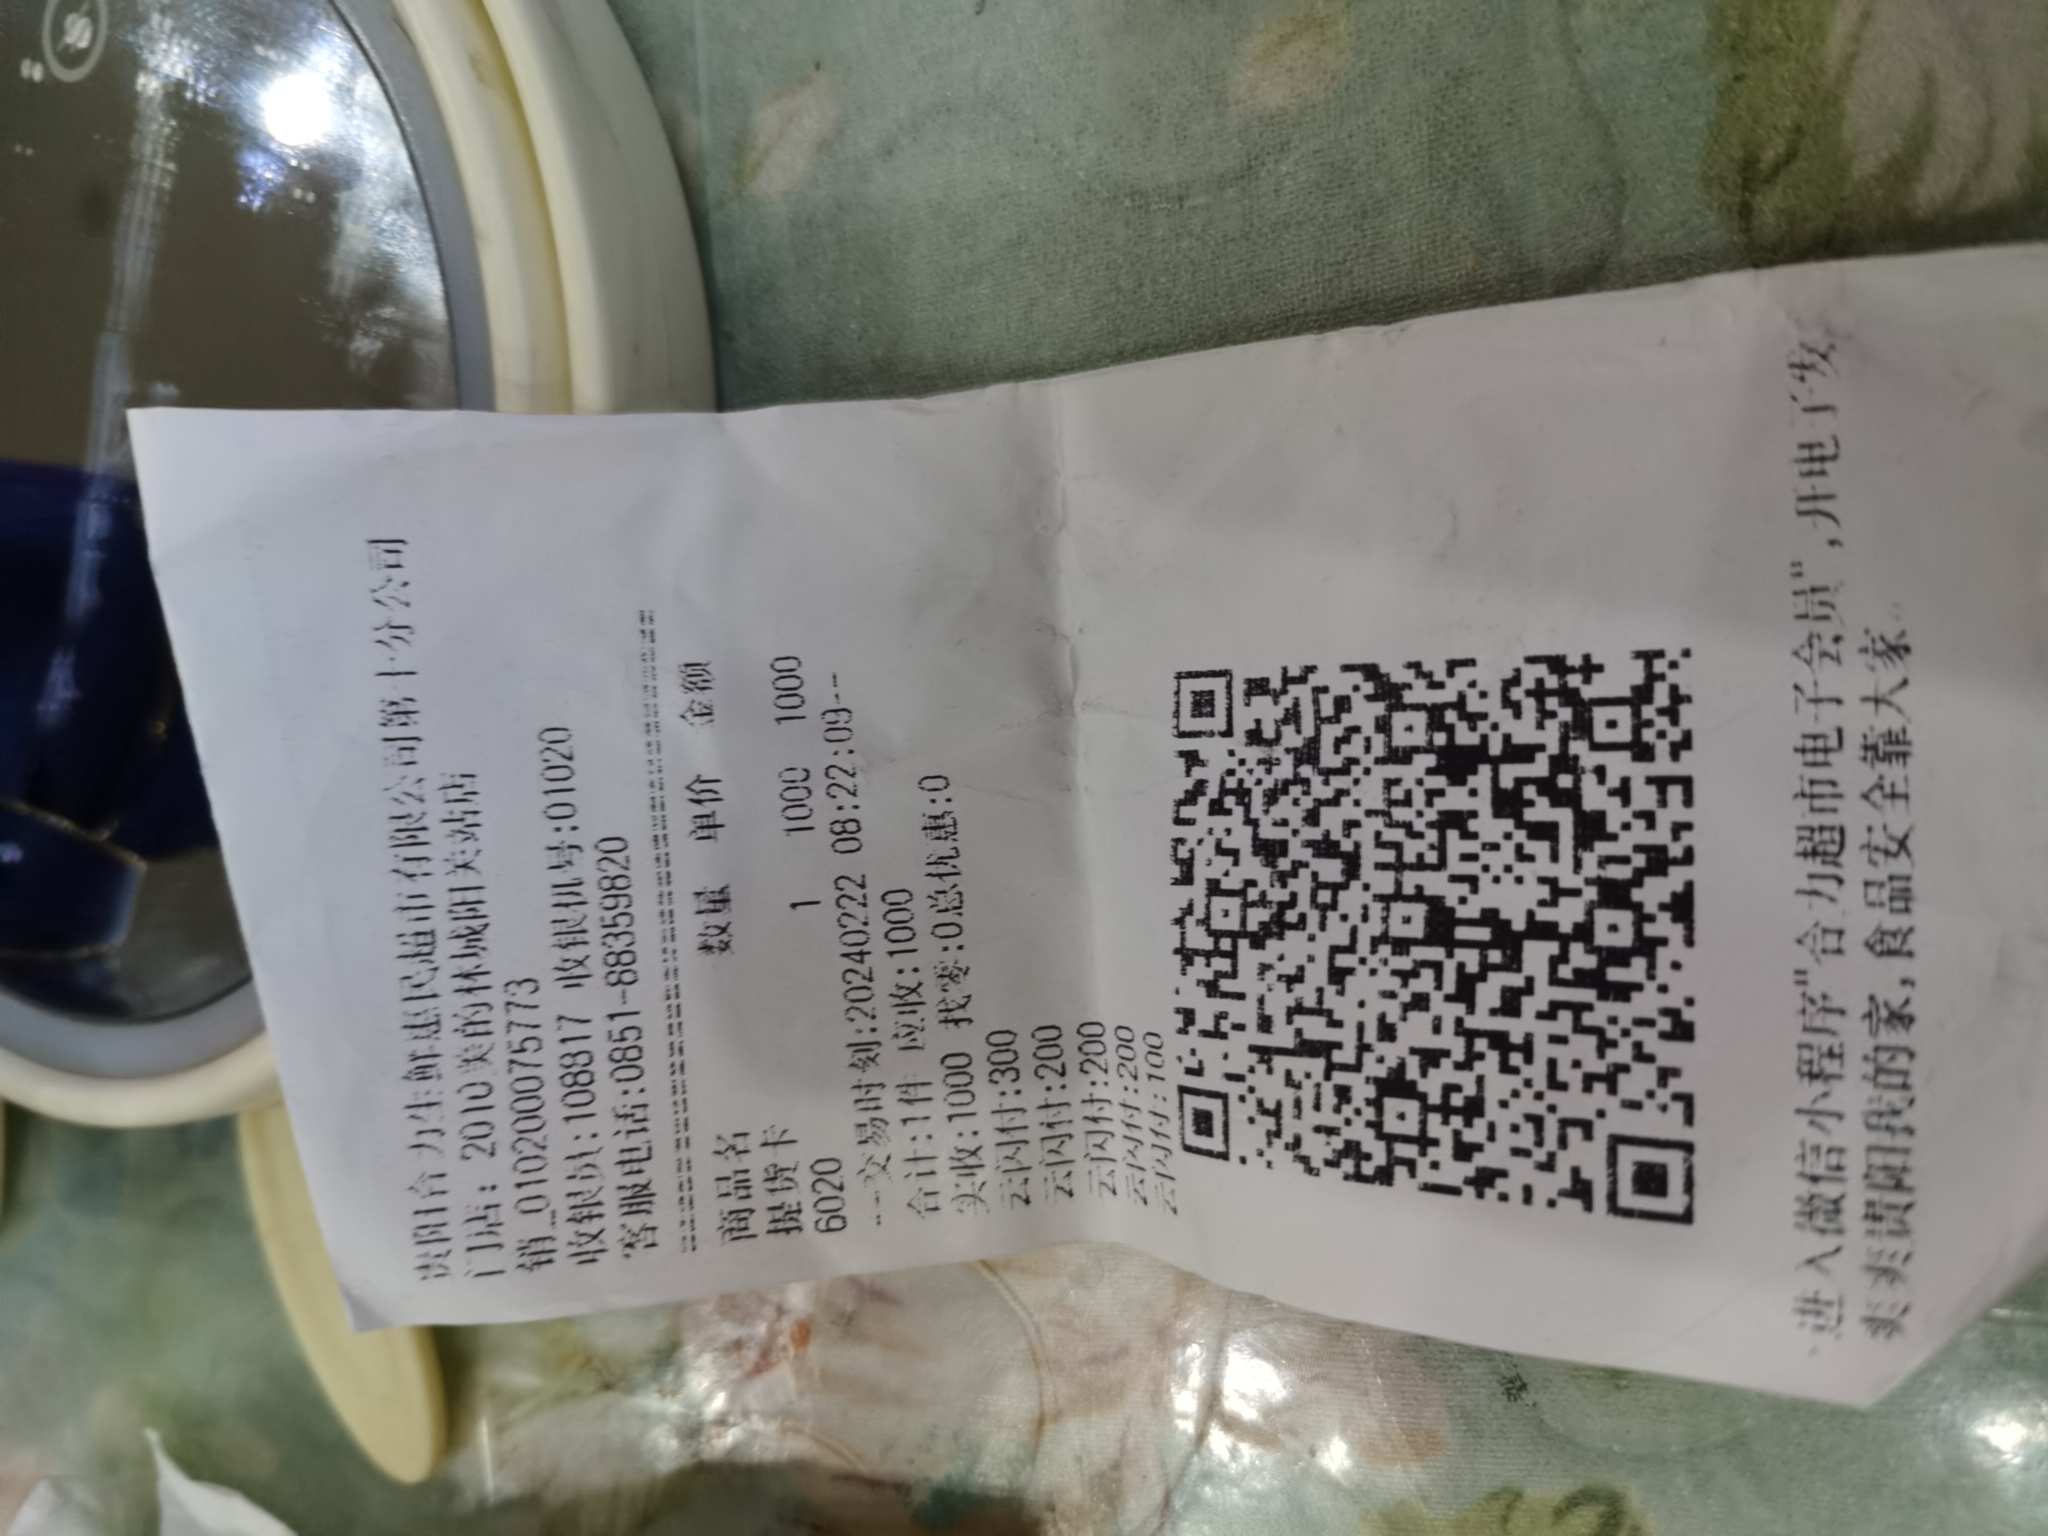 贵阳合力生鲜惠民超市有限公司第十分公司
门店：2010美的林城阳关站店
销_0102000075773
收银员:108817 收银机号:01020
客服电话:0851-88359820
商品名 数量 单价 金额
提货卡 1 1000 1000
6020
---交易时刻:20240222 08:22:09--
合计:1件 应收:1000
实收:1000 找零:0总优惠:0
云闪付:300
云闪付:200
云闪付:200
云闪付:200
云闪付:100
进入微信小程序"合力超市电子会员",开电子发
爽爽贵阳我的家,食品安全靠大家